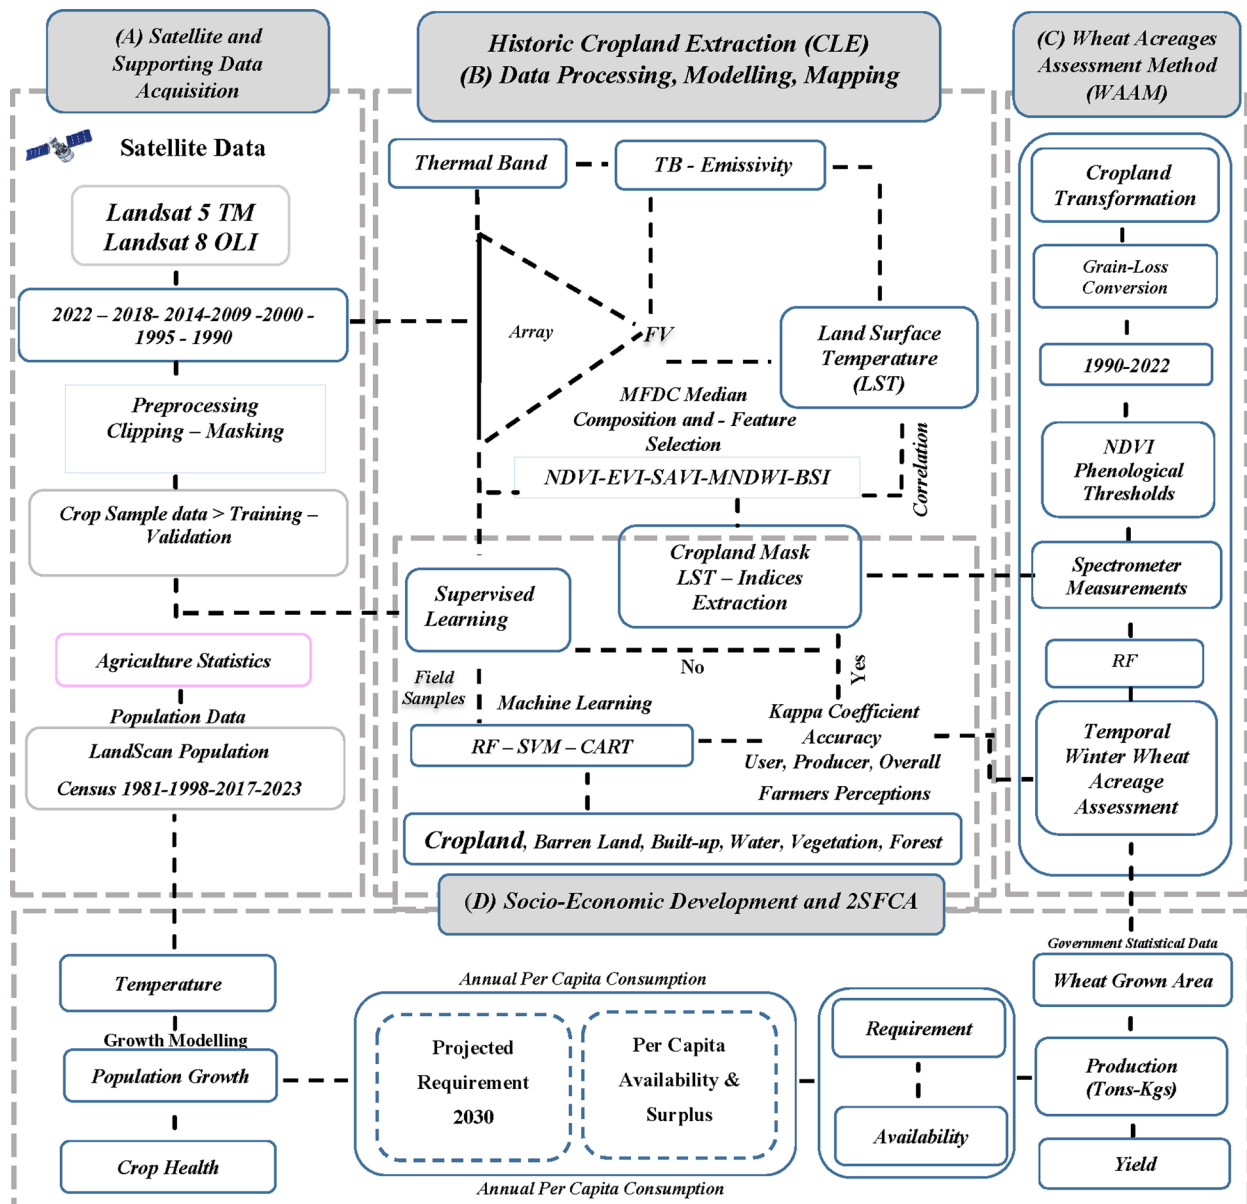 (A) Satellite and
Supporting Data
Acquisition
Satellite Data
Landsat 5 TM
Landsat 8 OLI
2022 – 2018- 2014-2009 -2000 -
1995 - 1990
Preprocessing
Clipping – Masking
Crop Sample data > Training –
Validation
Agriculture Statistics
Population Data
LandScan Population
Census 1981-1998-2017-2023
Historic Cropland Extraction (CLE)
(B) Data Processing, Modelling, Mapping
Thermal Band
TB - Emissivity
Array
FV
Land Surface
Temperature
(LST)
MFDC Median
Composition and - Feature
Selection
NDVI-EVI-SAVI-MNDWI-BSI
Correlation
Cropland Mask
LST – Indices
Extraction
Supervised
Learning
No
Yes
Field
Samples
Machine Learning
RF – SVM – CART
Kappa Coefficient
Accuracy
User, Producer, Overall
Farmers Perceptions
Cropland, Barren Land, Built-up, Water, Vegetation, Forest
(C) Wheat Acreages
Assessment Method
(WAAM)
Cropland
Transformation
Grain-Loss
Conversion
1990-2022
NDVI
Phenological
Thresholds
Spectrometer
Measurements
RF
Temporal
Winter Wheat
Acreage
Assessment
(D) Socio-Economic Development and 2SFCA
Temperature
Growth Modelling
Population Growth
Crop Health
Annual Per Capita Consumption
Projected
Requirement
2030
Per Capita
Availability &
Surplus
Annual Per Capita Consumption
Requirement
Availability
Government Statistical Data
Wheat Grown Area
Production
(Tons-Kgs)
Yield